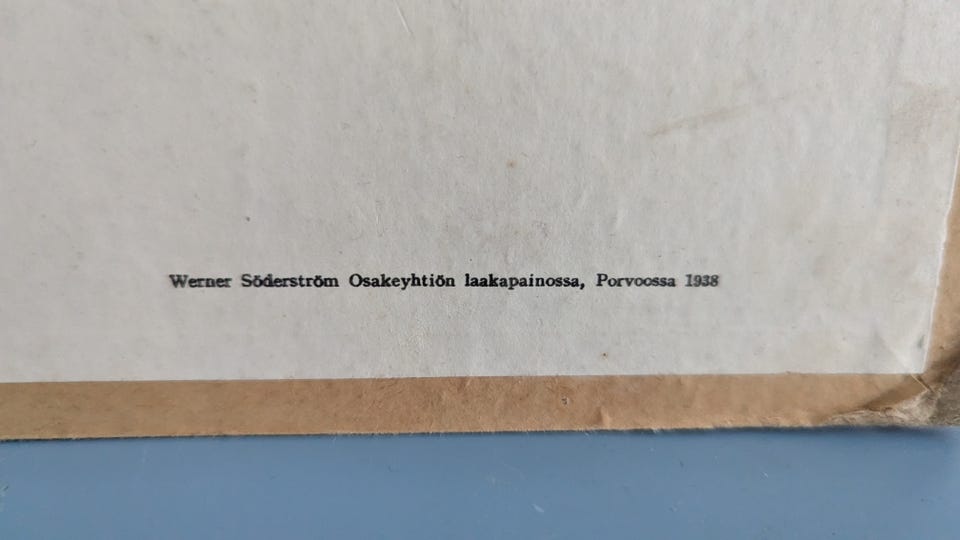 Werner Söderström Osakeyhtiön laakapainossa, Porvoossa 1938